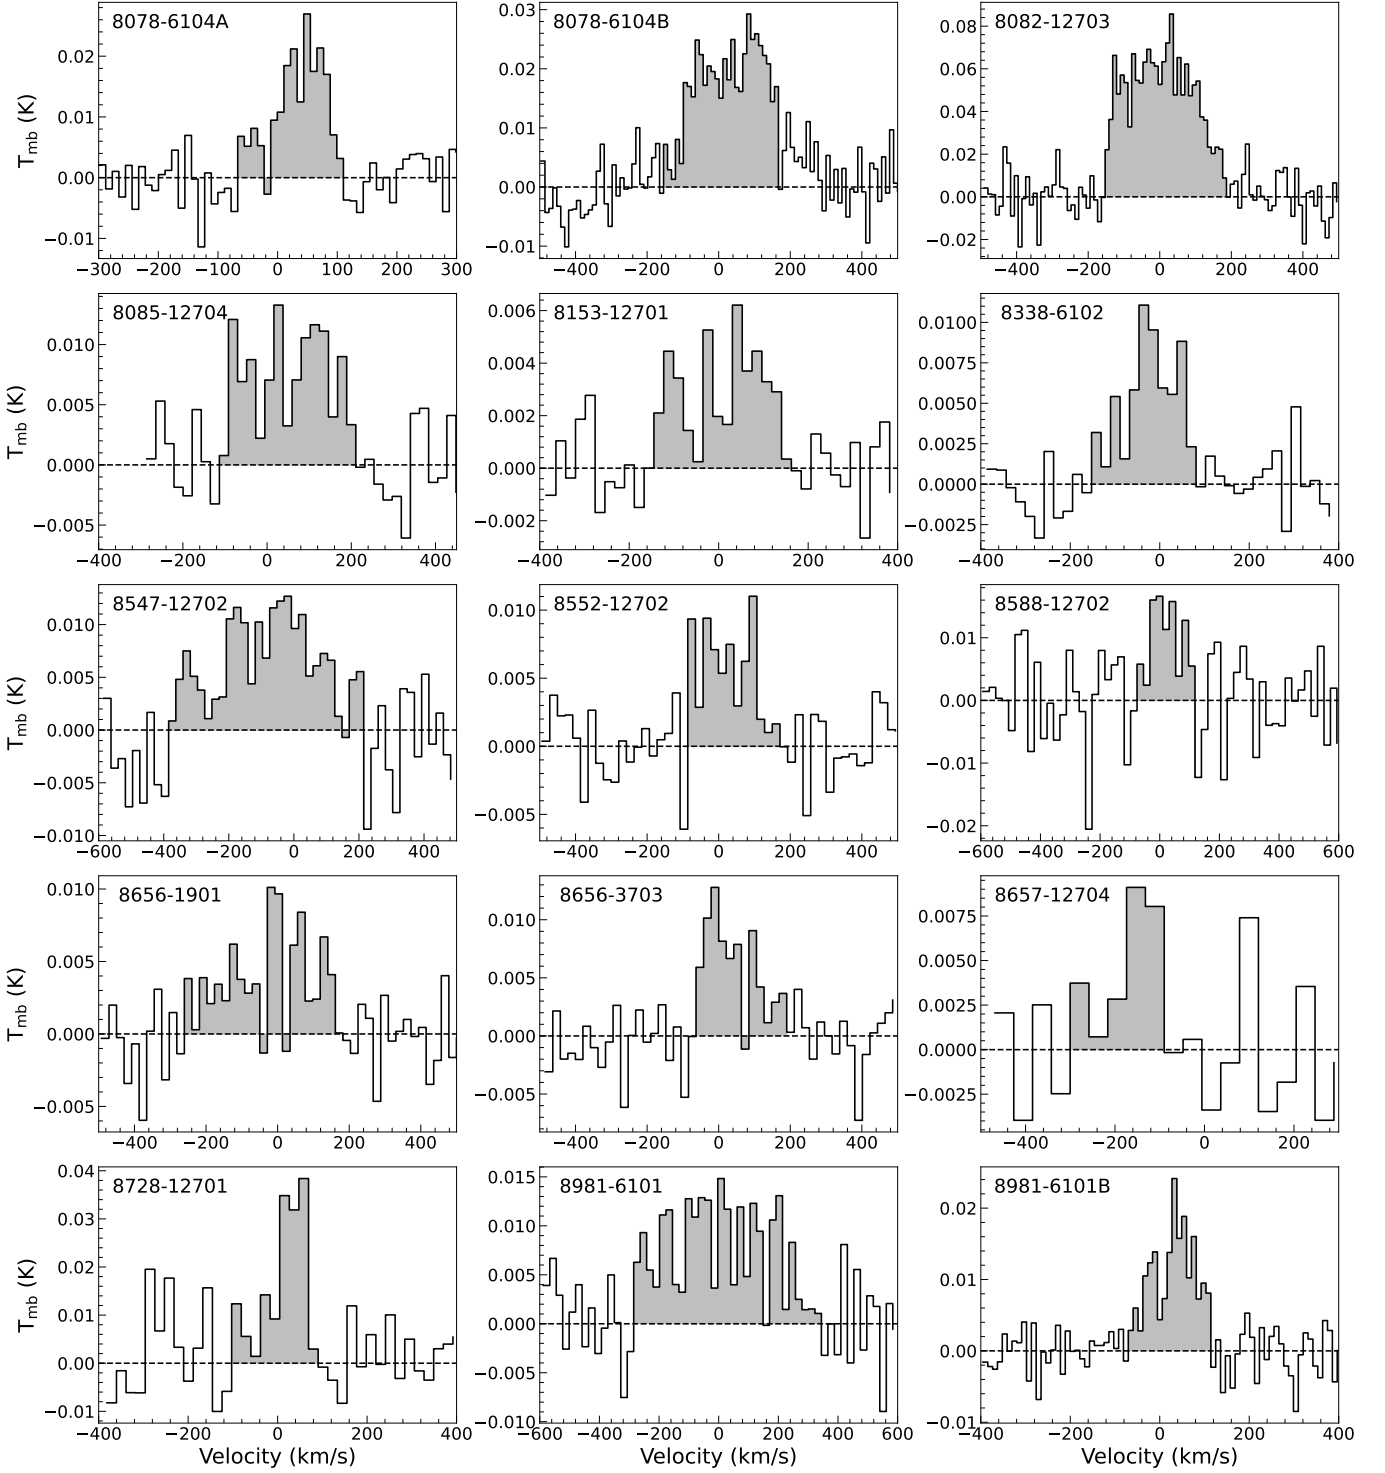 8078-6104A 8078-6104B 8082-12703
0.03
0.08
0.02 0.02 0.06
T_mb (K)
0.01 0.01 0.04
0.02
0.00 0.00 0.00
−0.01 −0.01 −0.02
−300 −200 −100 0 100 200 300 −400 −200 0 200 400 −400 −200 0 200 400
8085-12704 8153-12701 8338-6102
0.006 0.0100
0.010 0.0075
T_mb (K)
0.004
0.005 0.002 0.0050
0.0025
0.000 0.000 0.0000
−0.005 −0.002 −0.0025
−400 −200 0 200 400 −400 −300 −200 −100 0 100 200 300 400 −400 −200 0 200 400
8547-12702 8552-12702 8588-12702
0.010 0.010 0.01
T_mb (K)
0.005 0.005
0.000 0.000 0.00
−0.005 −0.005 −0.01
−0.010 −0.02
−600 −400 −200 0 200 400 −400 −200 0 200 400 −600 −400 −200 0 200 400 600
8656-1901 8656-3703 8657-12704
0.010 0.010 0.0075
T_mb (K)
0.005 0.005 0.0050
0.0025
0.000 0.000 0.0000
−0.005 −0.005 −0.0025
−400 −200 0 200 400 −400 −200 0 200 400 −400 −200 0 200
8728-12701 8981-6101 8981-6101B
0.04 0.015 0.02
0.03 0.010
T_mb (K)
0.02 0.005 0.01
0.01 0.000
0.00 −0.005 0.00
−0.01 −0.010 −0.01
−400 −200 0 200 400 −600 −400 −200 0 200 400 600 −400 −300 −200 −100 0 100 200 300 400
Velocity (km/s) Velocity (km/s) Velocity (km/s)